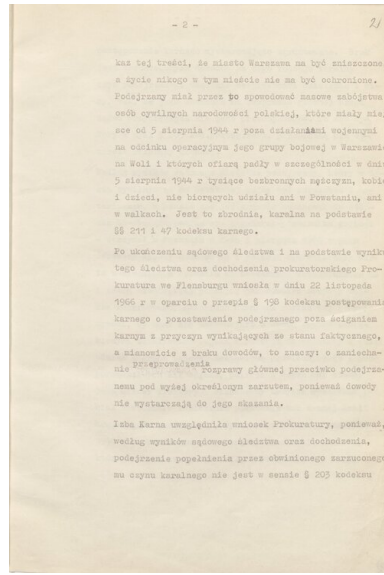 - 2 -
21
kaz tej treści, że miasto Warszawa ma być zniszczone
a życie nikogo w tym mieście nie ma być ochronione.
Podejrzany miał przez to spowodować masowe zabójstwa
osób cywilnych narodowości polskiej, które miały miej
sce od 5 sierpnia 1944 r poza działaniami wojennymi
na odcinku operacyjnym jego grupy bojowej w Warszawie
na Woli i których ofiarą padły w szczególności w dniu
5 sierpnia 1944 r tysiące bezbronnych mężczyzn, kobie
i dzieci, nie biorących udziału ani w Powstaniu, ani
w walkach. Jest to zbrodnia, karalna na podstawie
§§ 211 i 47 kodeksu karnego.
Po ukończeniu sądowego śledztwa i na podstawie wynikó
tego śledztwa oraz dochodzenia prokuratorskiego Pro-
kuratura we Flensburgu wniosła w dniu 22 listopada
1966 r w oparciu o przepis § 198 kodeksu postępowania
karnego o pozostawienie podejrzanego poza ściganiem
karnym z przyczyn wynikających ze stanu faktycznego,
a mianowicie z braku dowodów, to znaczy: o zaniecha-
nie przeprowadzenia rozprawy głównej przeciwko podejrza-
nemu pod wyżej określonym zarzutem, ponieważ dowody
nie wystarczają do jego skazania.
Izba Karna uwzględniła wniosek Prokuratury, ponieważ,
według wyników sądowego śledztwa oraz dochodzenia,
podejrzenie popełnienia przez obwinionego zarzucanego
mu czynu karalnego nie jest w sensie § 203 kodeksu